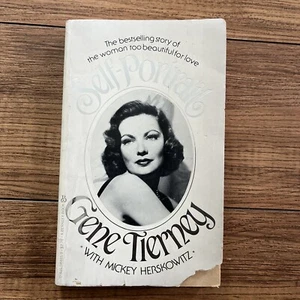 The bestselling story of
the woman too beautiful for love
Self-Portrait
Gene Tierney
WITH MICKEY HERSKOWITZ